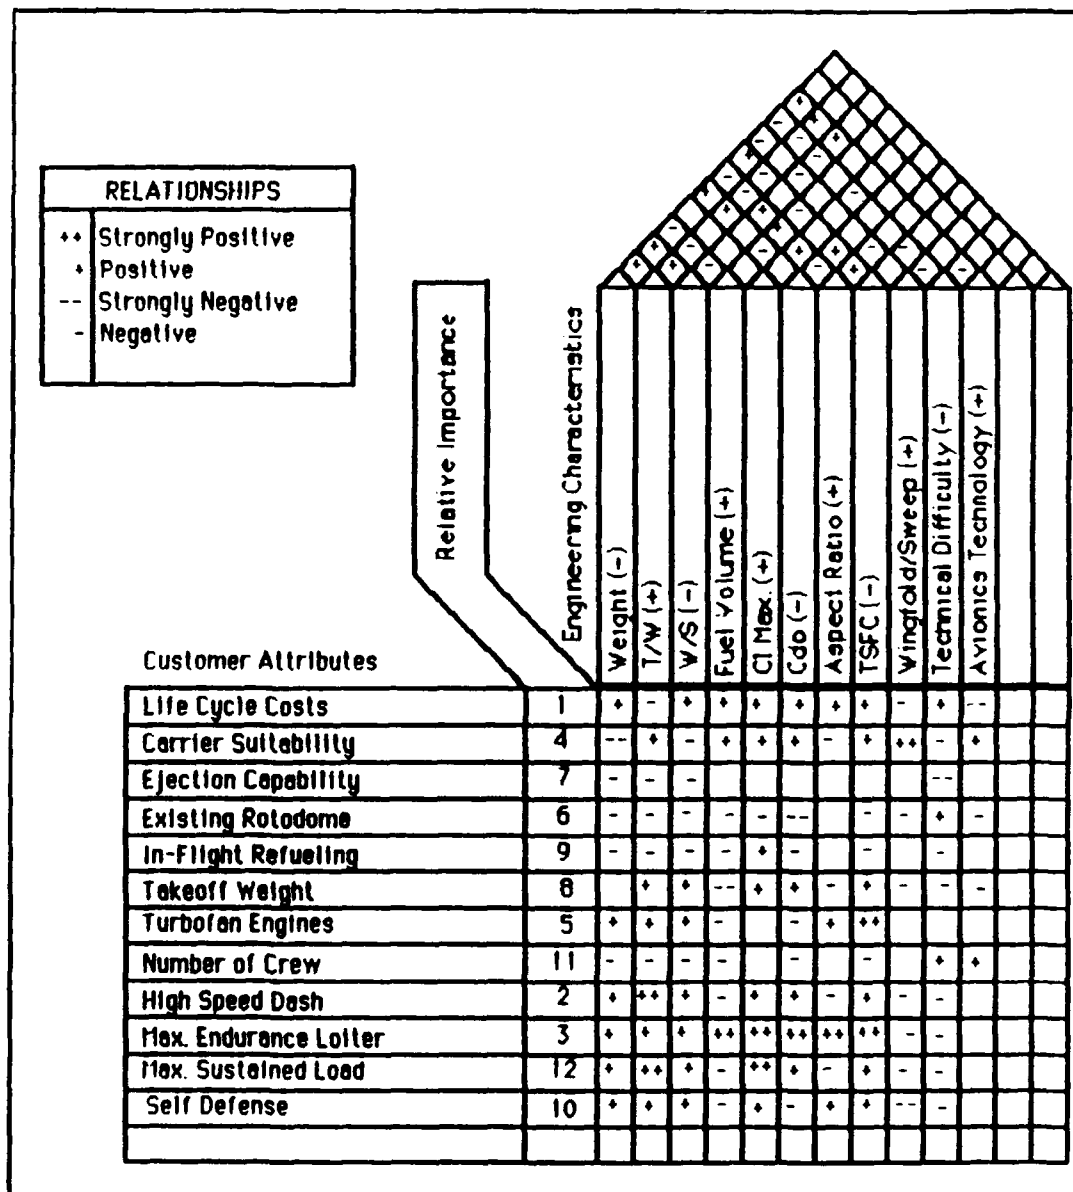 RELATIONSHIPS
++ Strongly Positive
+ Positive
-- Strongly Negative
- Negative
Relative Importance
Engineering Characteristics
Weight (-)
T/W (+)
W/S (-)
Fuel Volume (+)
Cl Max. (+)
Cdo (-)
Aspect Ratio (+)
TSFC (-)
Wingfold/Sweep (+)
Technical Difficulty (-)
Avionics Technology (+)
Customer Attributes
Life Cycle Costs 1 + - + + + + + + - + --
Carrier Suitability 4 -- + - + + + - + ++ - +
Ejection Capability 7 - - - --
Existing Rotodome 6 - - - - - -- - - + -
In-Flight Refueling 9 - - - - + - - -
Takeoff Weight 8 + + -- + + - + - - -
Turbofan Engines 5 + + + - - + ++
Number of Crew 11 - - - - - - + +
High Speed Dash 2 + ++ + - + + - + - -
Max. Endurance Loiter 3 + + + ++ ++ ++ ++ ++ - -
Max. Sustained Load 12 + ++ + - ++ + - + - -
Self Defense 10 + + + - + - + + -- -